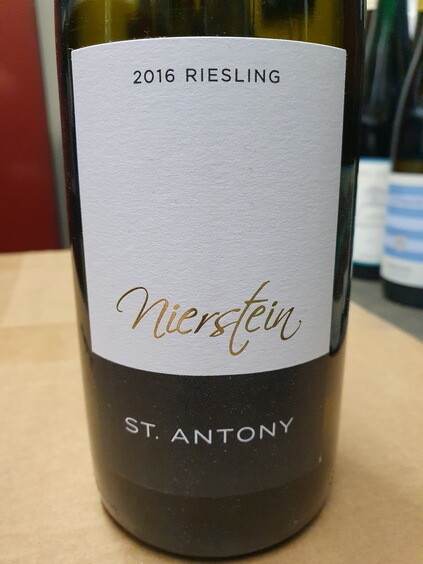 2016 RIESLING
Nierstein
ST. ANTONY